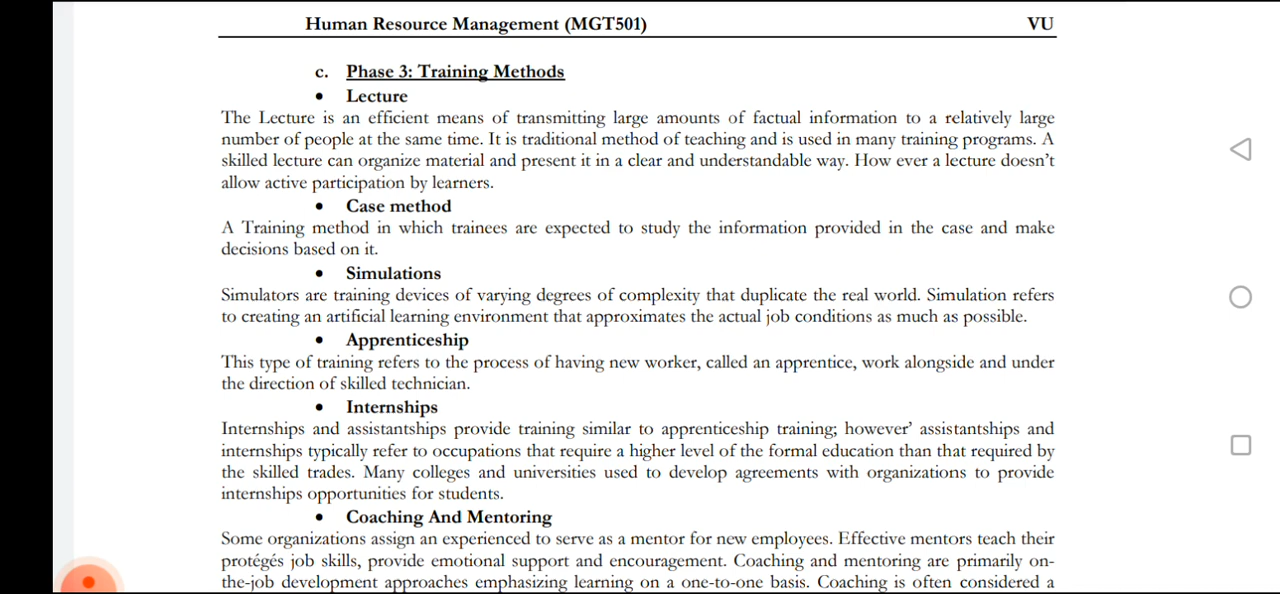 Human Resource Management (MGT501) VU
c. Phase 3: Training Methods
• Lecture
The Lecture is an efficient means of transmitting large amounts of factual information to a relatively large
number of people at the same time. It is traditional method of teaching and is used in many training programs. A
skilled lecture can organize material and present it in a clear and understandable way. How ever a lecture doesn’t
allow active participation by learners.
• Case method
A Training method in which trainees are expected to study the information provided in the case and make
decisions based on it.
• Simulations
Simulators are training devices of varying degrees of complexity that duplicate the real world. Simulation refers
to creating an artificial learning environment that approximates the actual job conditions as much as possible.
• Apprenticeship
This type of training refers to the process of having new worker, called an apprentice, work alongside and under
the direction of skilled technician.
• Internships
Internships and assistantships provide training similar to apprenticeship training; however’ assistantships and
internships typically refer to occupations that require a higher level of the formal education than that required by
the skilled trades. Many colleges and universities used to develop agreements with organizations to provide
internships opportunities for students.
• Coaching And Mentoring
Some organizations assign an experienced to serve as a mentor for new employees. Effective mentors teach their
protégés job skills, provide emotional support and encouragement. Coaching and mentoring are primarily on-
the-job development approaches emphasizing learning on a one-to-one basis. Coaching is often considered a